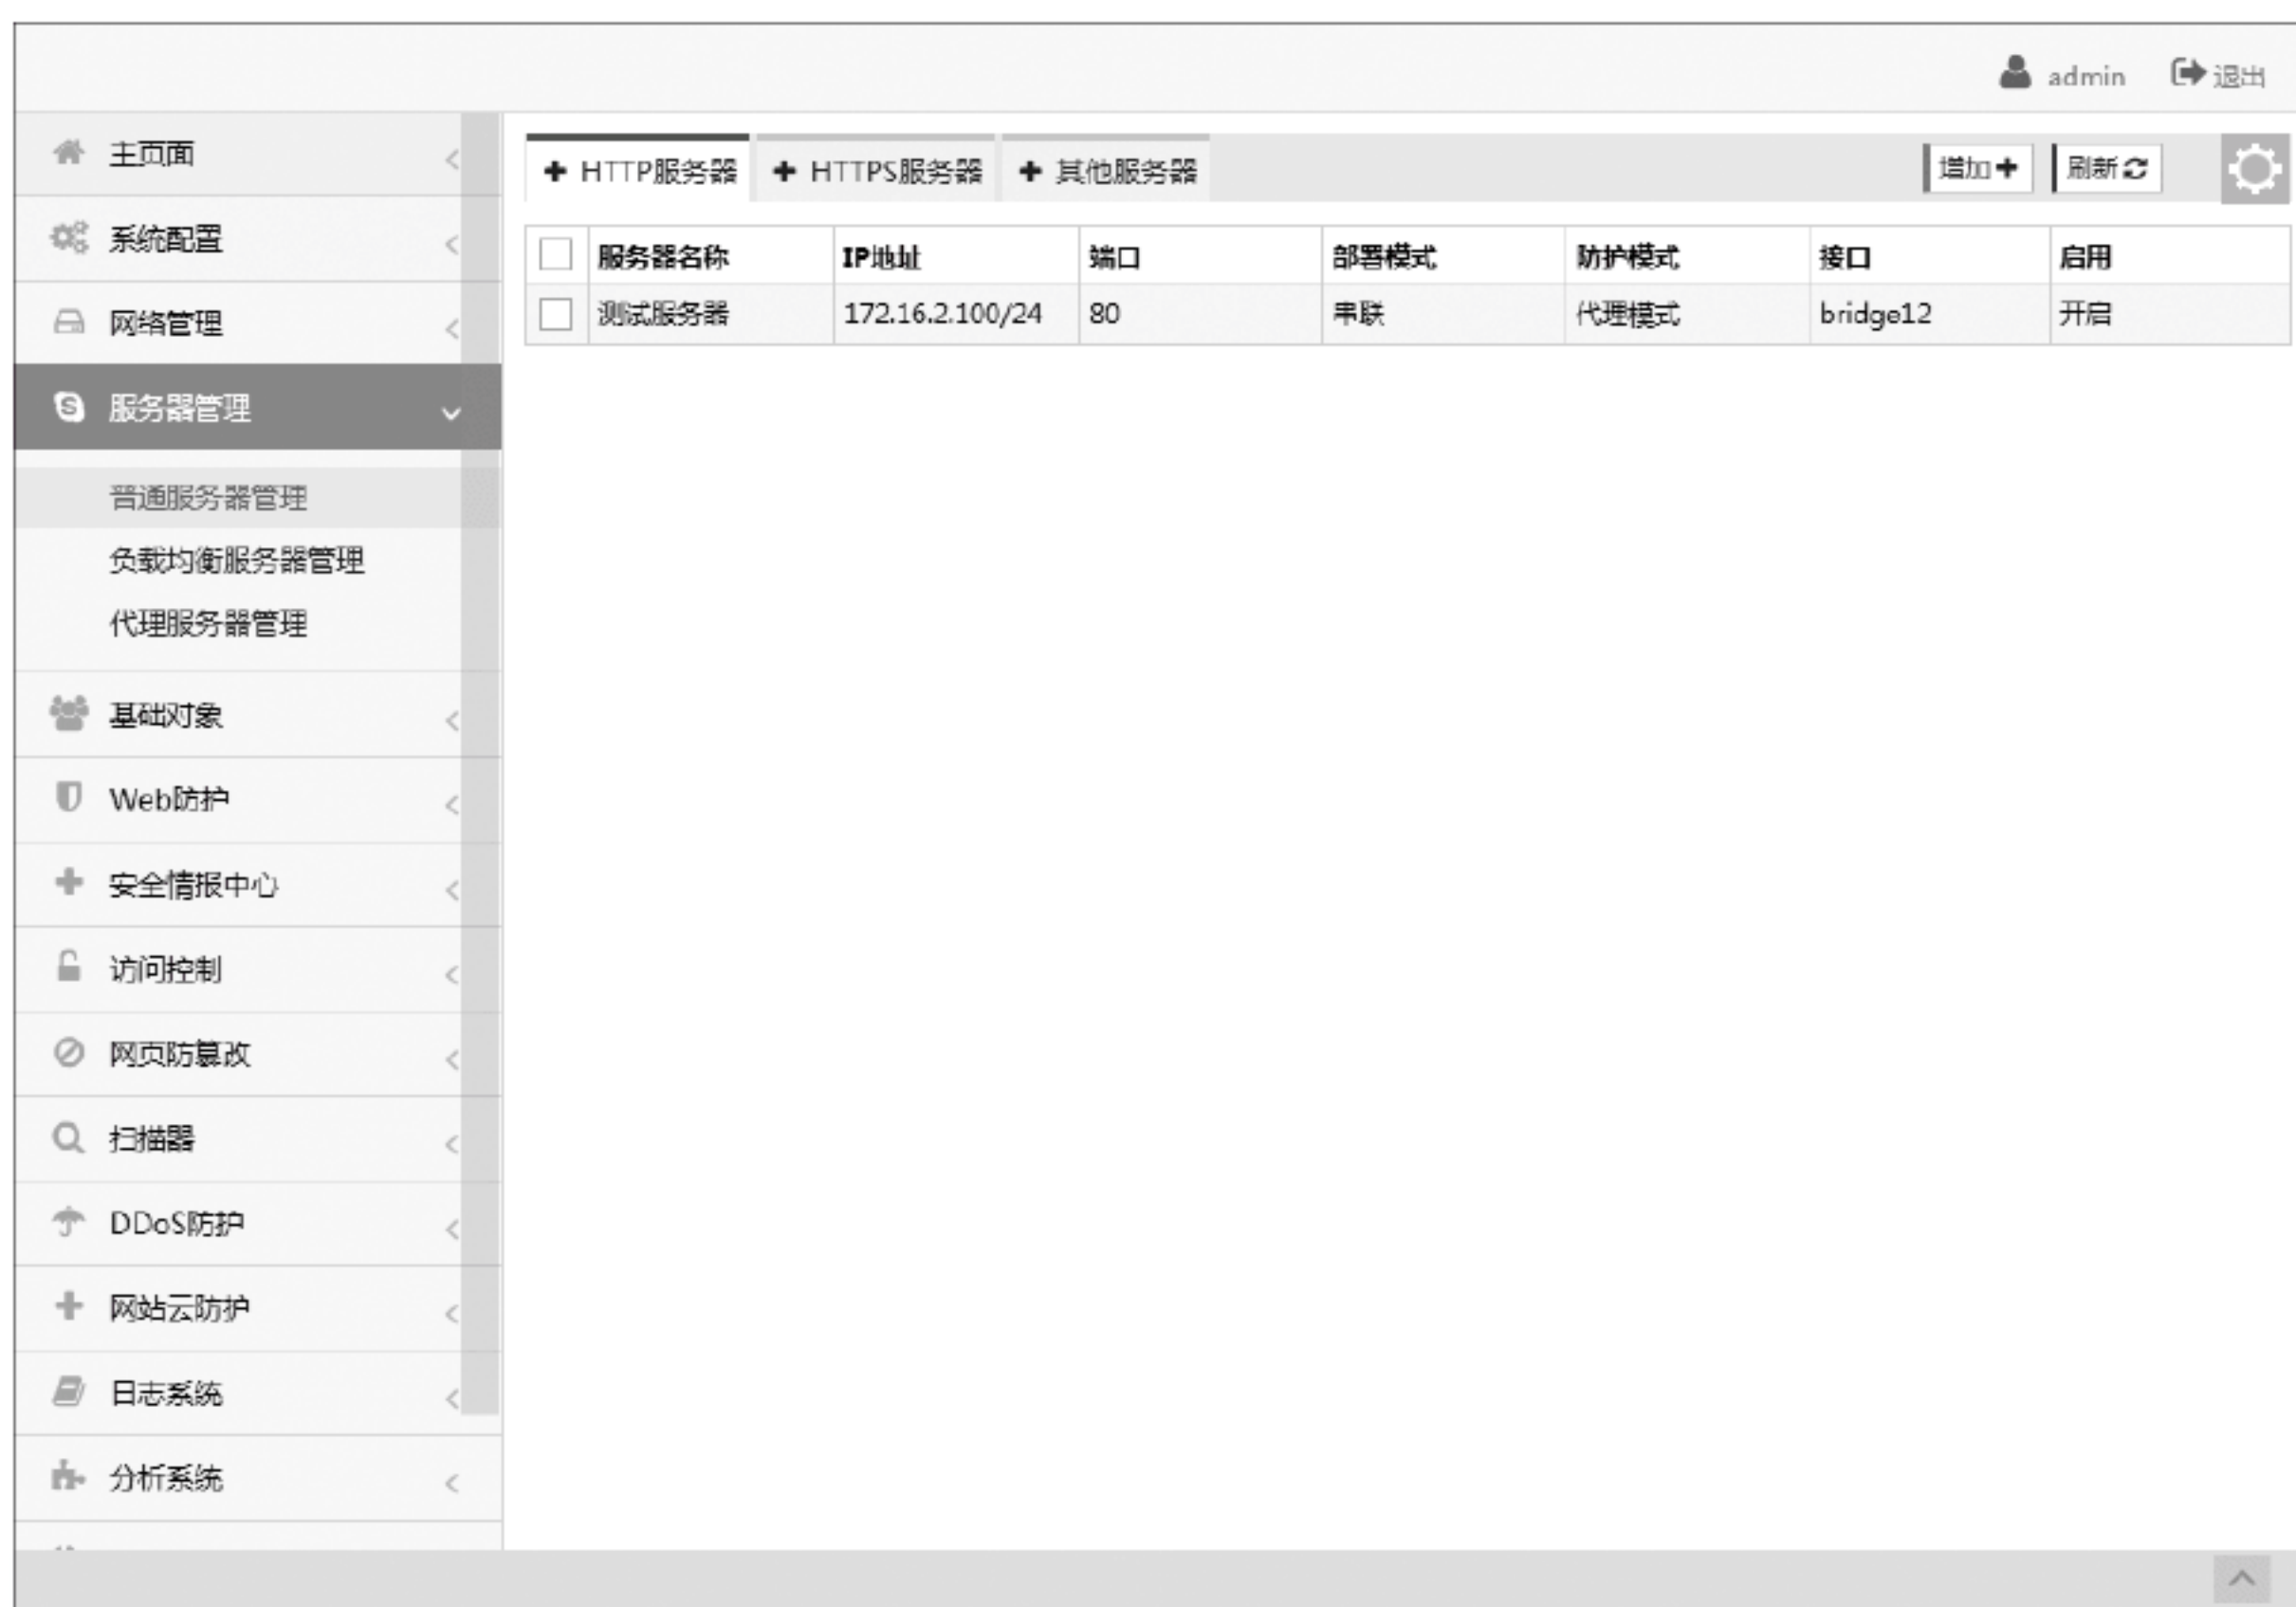 admin 退出
主页面
系统配置
网络管理
服务器管理
普通服务器管理
负载均衡服务器管理
代理服务器管理
基础对象
Web防护
安全情报中心
访问控制
网页防篡改
扫描器
DDoS防护
网站云防护
日志系统
分析系统
HTTP服务器 HTTPS服务器 其他服务器 增加 刷新
服务器名称 IP地址 端口 部署模式 防护模式 接口 启用
测试服务器 172.16.2.100/24 80 串联 代理模式 bridge12 开启